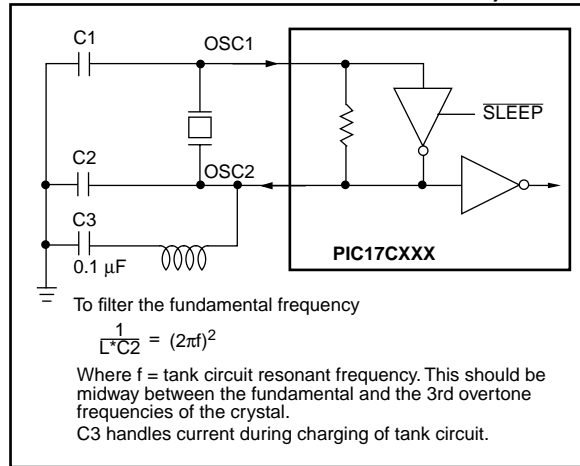 C1
OSC1
SLEEP
C2
OSC2
C3
0.1 μF
PIC17CXXX
To filter the fundamental frequency
1
L*C2 = (2πf)2
Where f = tank circuit resonant frequency. This should be
midway between the fundamental and the 3rd overtone
frequencies of the crystal.
C3 handles current during charging of tank circuit.